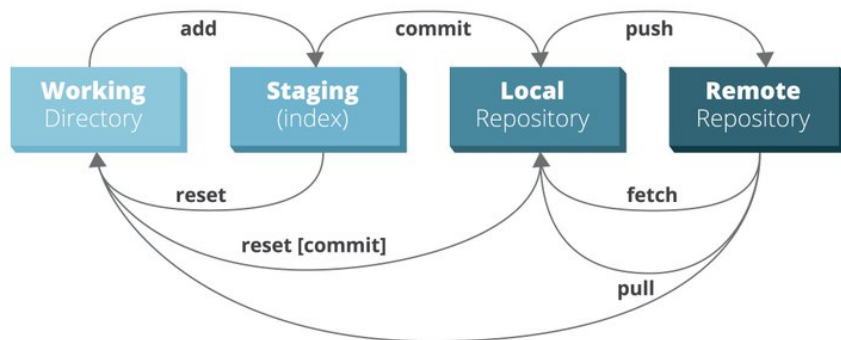 add
commit
push
Working
Directory
Staging
(index)
Local
Repository
Remote
Repository
reset
fetch
reset [commit]
pull